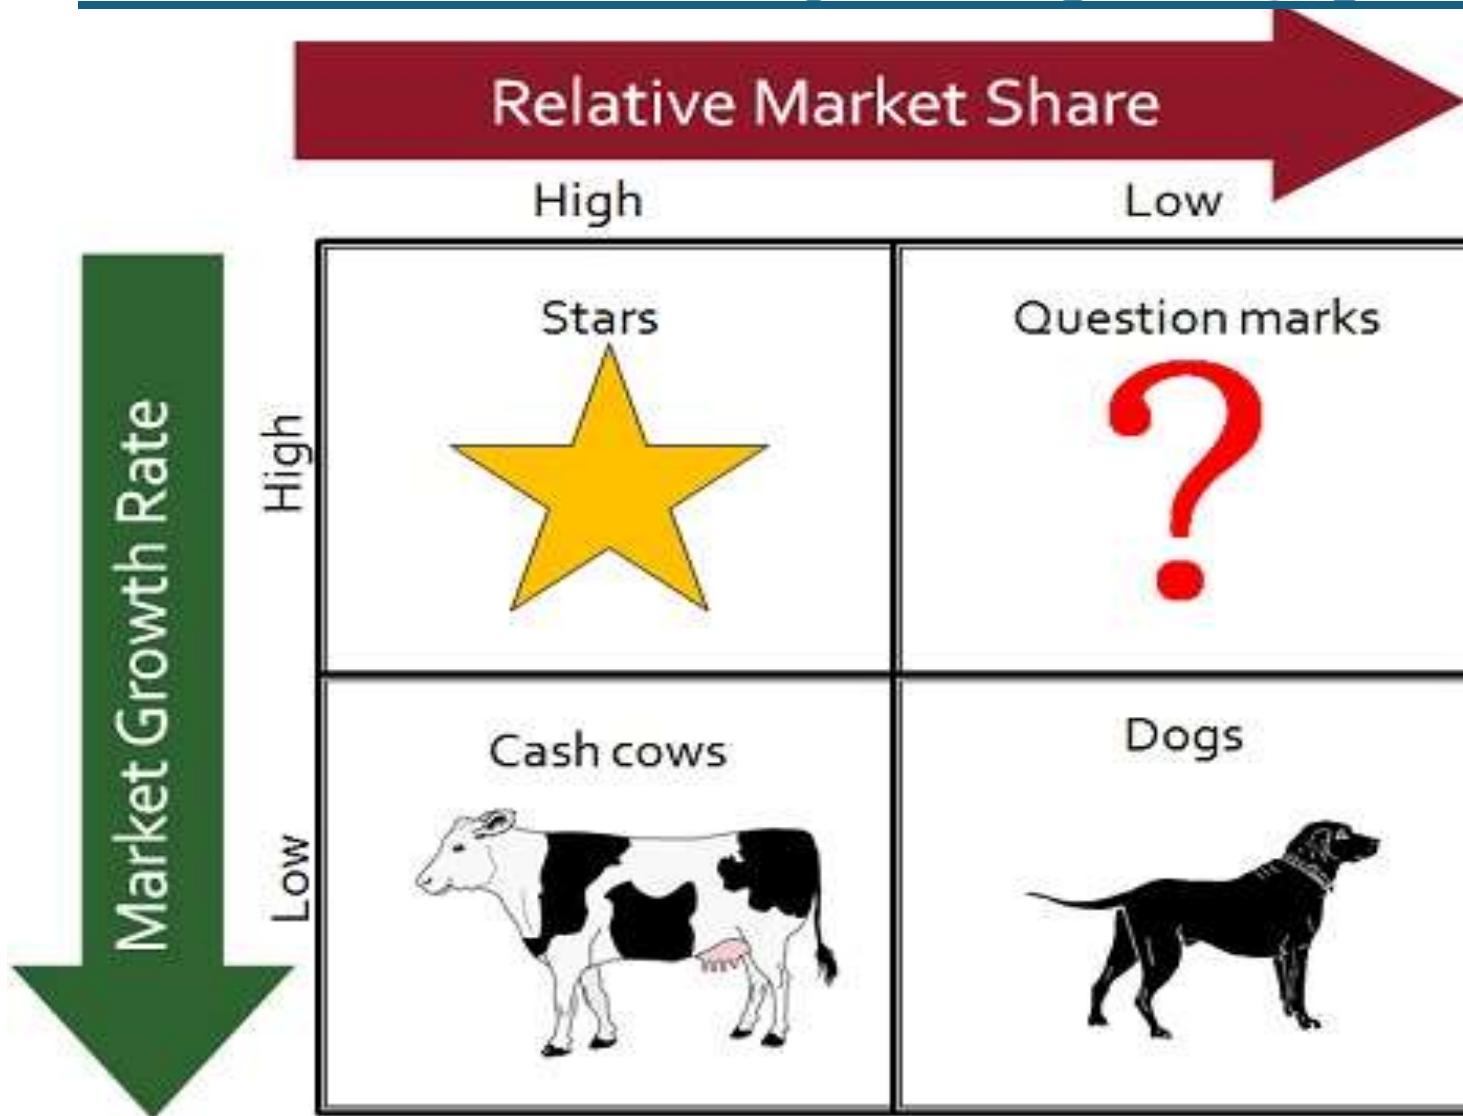 Relative Market Share
High
Low
Market Growth Rate
High
Stars
Question marks
?
Low
Cash cows
Dogs